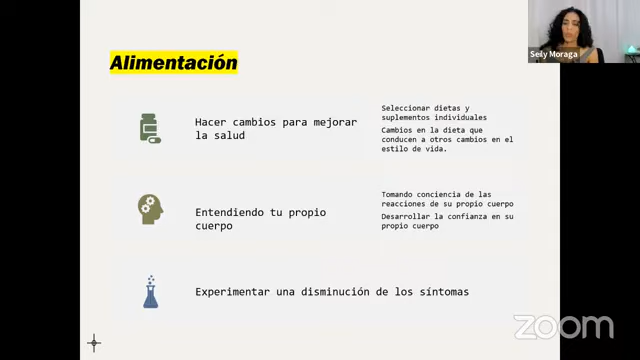 Alimentación
Hacer cambios para mejorar
la salud
Seleccionar dietas y
suplementos individuales
Cambios en la dieta que
conducen a otros cambios en el
estilo de vida.
Entendiendo tu propio
cuerpo
Tomando conciencia de las
reacciones de su propio cuerpo
Desarrollar la confianza en su
propio cuerpo
Experimentar una disminución de los síntomas
Seily Moraga
zoom